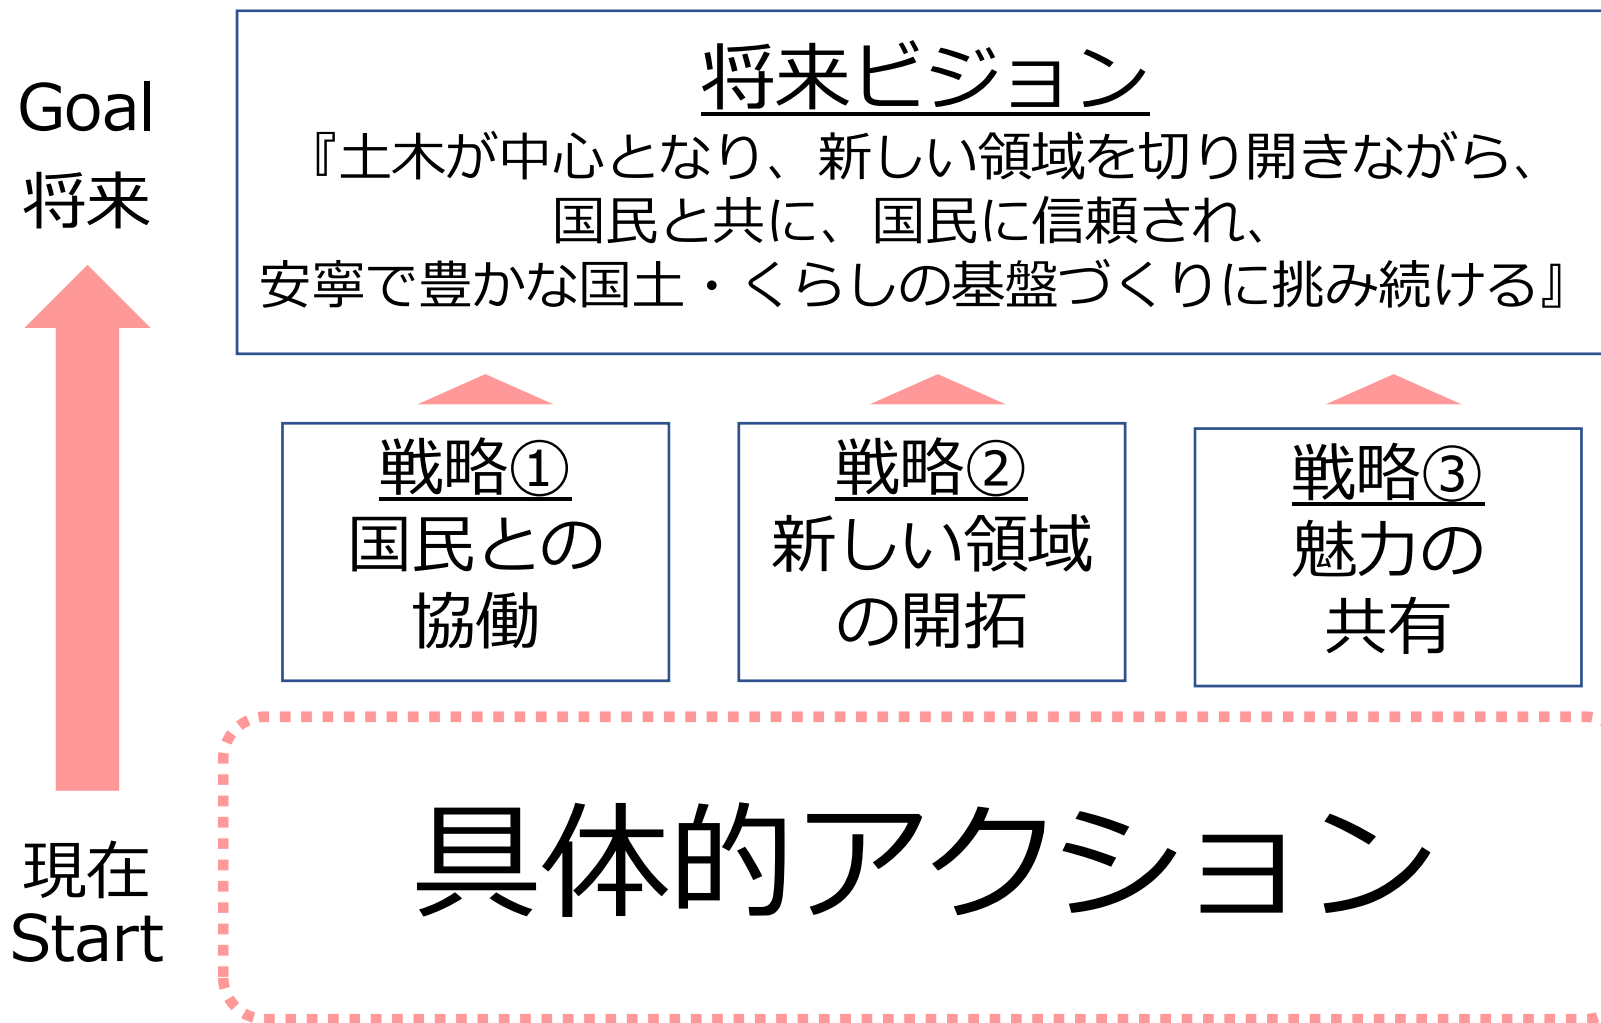 Goal
将来
将来ビジョン
『土木が中心となり、新しい領域を切り開きながら、
国民と共に、国民に信頼され、
安寧で豊かな国土・くらしの基盤づくりに挑み続ける』
戦略①
国民との
協働
戦略②
新しい領域
の開拓
戦略③
魅力の
共有
具体的アクション
現在
Start